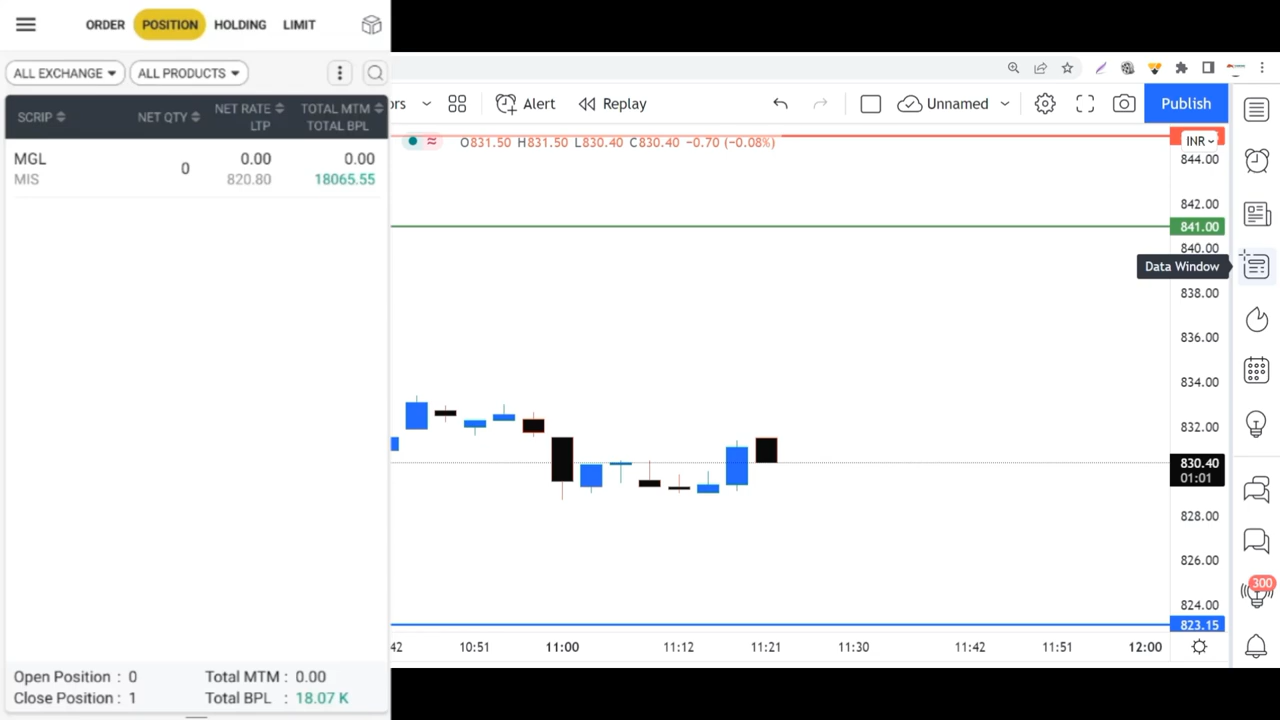 ORDER POSITION HOLDING LIMIT
ALL EXCHANGE ALL PRODUCTS
SCRIP NET QTY NET RATE TOTAL MTM
LTP TOTAL BPL
MGL 0 0.00 0.00
MIS 820.80 18065.55
Open Position : 0 Total MTM : 0.00
Close Position : 1 Total BPL : 18.07 K
rs Alert Replay Unnamed Publish
O831.50 H831.50 L830.40 C830.40 −0.70 (−0.08%)
INR
844.00
842.00
841.00
840.00
Data Window
838.00
836.00
834.00
832.00
830.40
01:01
828.00
826.00
824.00
823.15
300
42 10:51 11:00 11:12 11:21 11:30 11:42 11:51 12:00